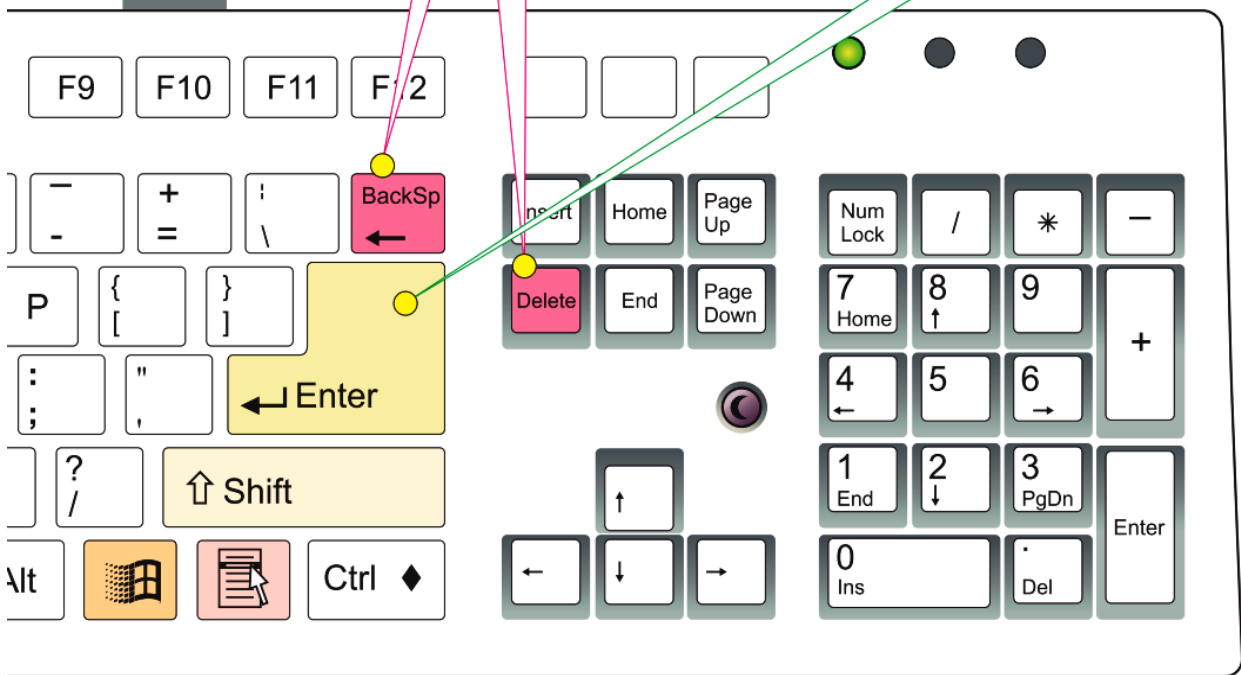 F9 F10 F11 F12
– + ¦ BackSp
- = \ ←
Insert Home Page Up
Num Lock / * –
P { }
[ ]
Delete End Page Down
7 8 9
Home ↑
+
: "
; ,
Enter
4 5 6
← →
? 
/
Shift
↑
1 2 3
End ↓ PgDn
Enter
Alt
Ctrl ♦
← ↓ →
0 .
Ins Del